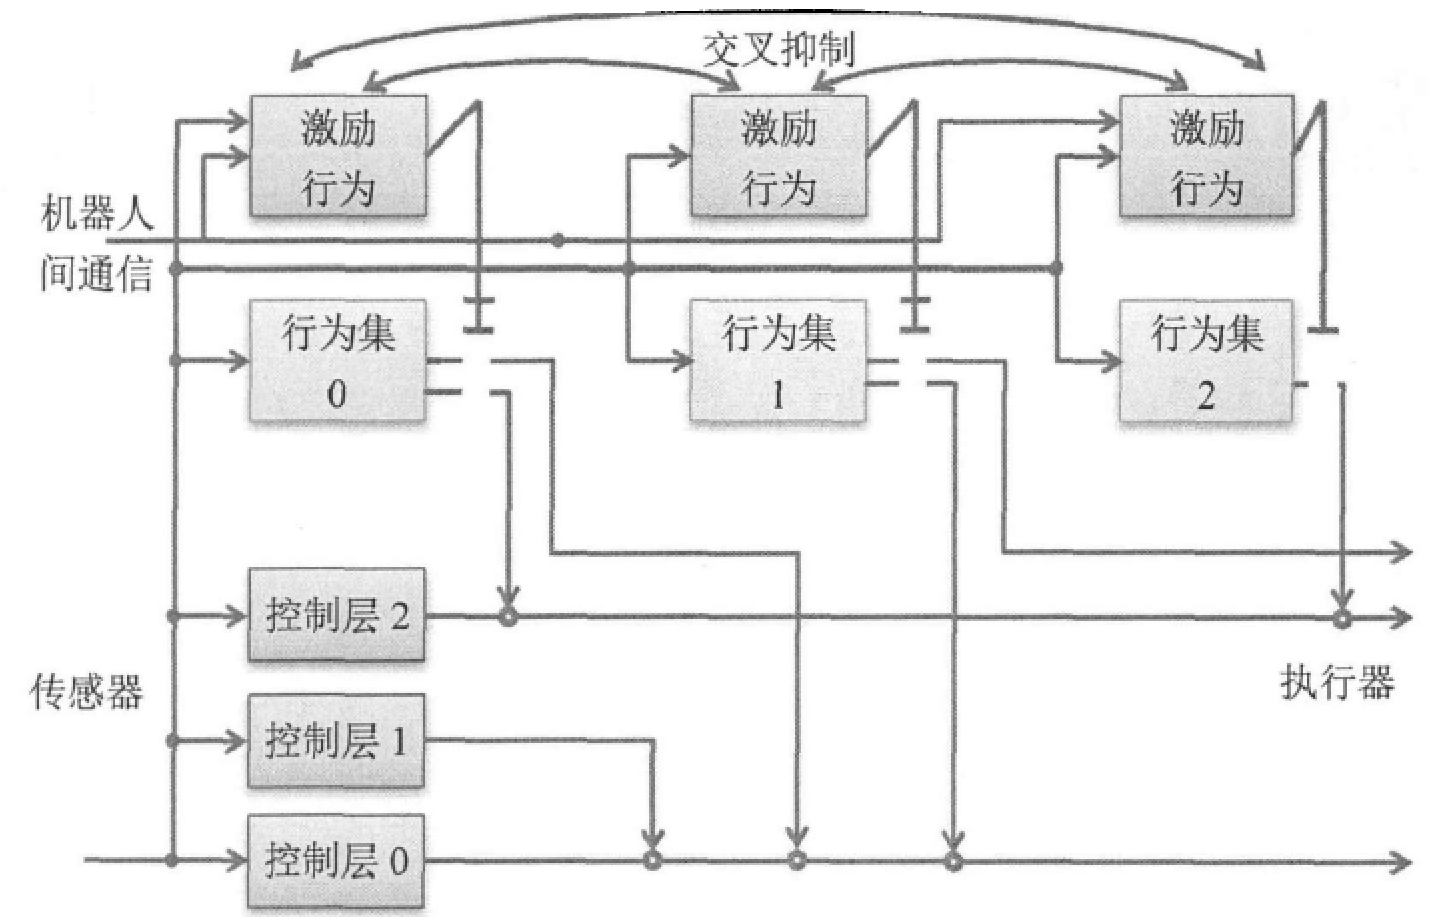 交叉抑制
激励
行为
激励
行为
激励
行为
机器人
间通信
行为集
0
行为集
1
行为集
2
控制层 2
传感器
执行器
控制层 1
控制层 0